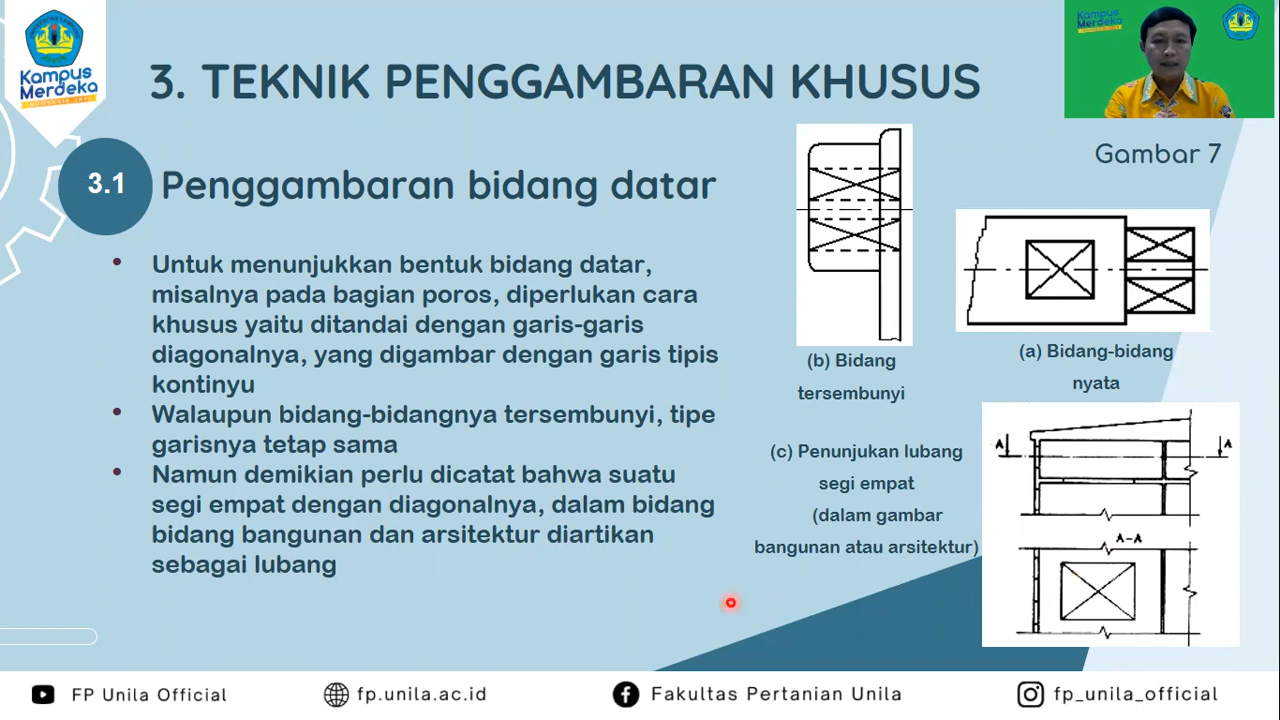 Kampus
Merdeka
INDONESIA JAYA
3. TEKNIK PENGGAMBARAN KHUSUS
Kampus
Merdeka
3.1
Penggambaran bidang datar
• Untuk menunjukkan bentuk bidang datar,
misalnya pada bagian poros, diperlukan cara
khusus yaitu ditandai dengan garis-garis
diagonalnya, yang digambar dengan garis tipis
kontinyu
• Walaupun bidang-bidangnya tersembunyi, tipe
garisnya tetap sama
• Namun demikian perlu dicatat bahwa suatu
segi empat dengan diagonalnya, dalam bidang
bidang bangunan dan arsitektur diartikan
sebagai lubang
Gambar 7
(b) Bidang
tersembunyi
(a) Bidang-bidang
nyata
(c) Penunjukan lubang
segi empat
(dalam gambar
bangunan atau arsitektur)
A A
A-A
FP Unila Official
fp.unila.ac.id
Fakultas Pertanian Unila
fp_unila_official